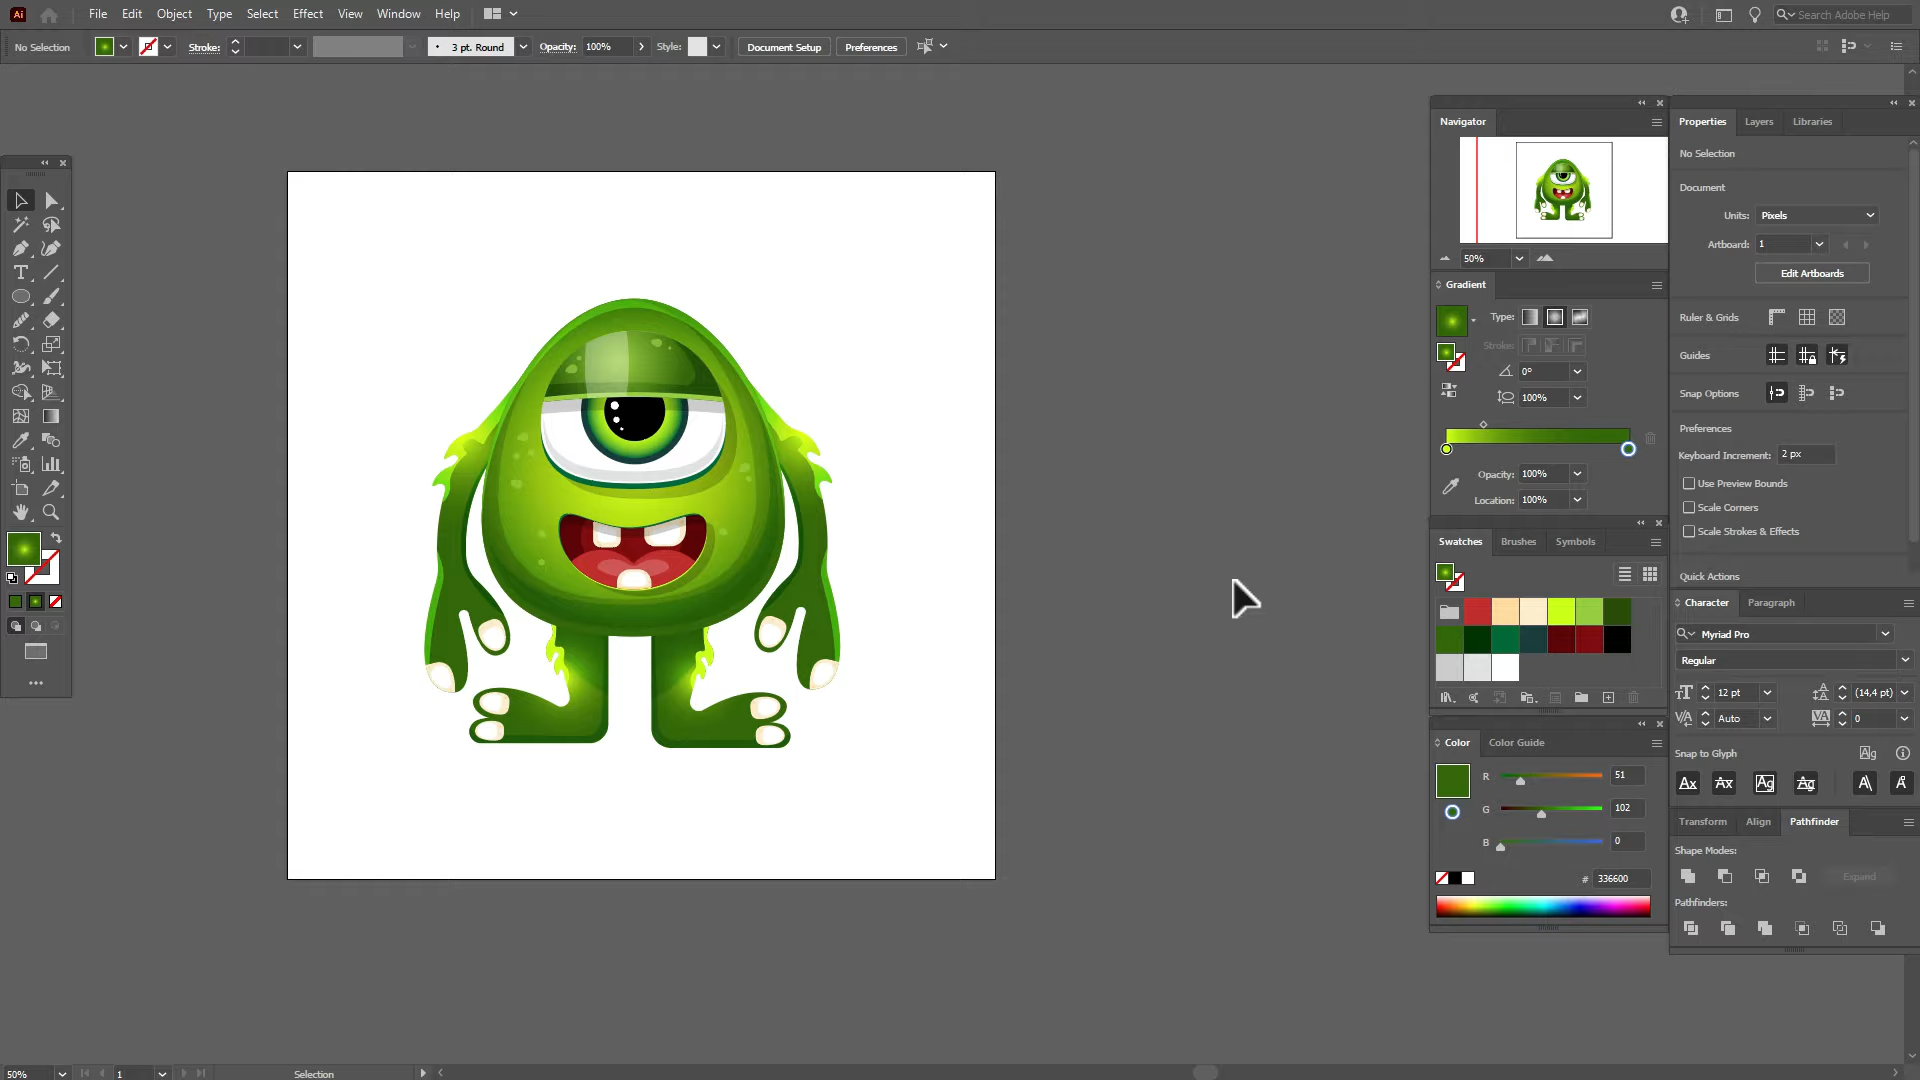 Ai File Edit Object Type Select Effect View Window Help Search Adobe Help
No Selection Stroke: 3 pt. Round Opacity: 100% Style: Document Setup Preferences
Navigator
50%
Gradient
Type:
Stroke:
0°
100%
Opacity: 100%
Location: 100%
Swatches Brushes Symbols
Color Color Guide
R 51
G 102
B 0
# 336600
Properties Layers Libraries
No Selection
Document
Units: Pixels
Artboard: 1
Edit Artboards
Ruler & Grids
Guides
Snap Options
Preferences
Keyboard Increment: 2 px
Use Preview Bounds
Scale Corners
Scale Strokes & Effects
Quick Actions
Character Paragraph
Myriad Pro
Regular
12 pt (14,4 pt)
Auto 0
Snap to Glyph
Transform Align Pathfinder
Shape Modes:
Expand
Pathfinders:
50% 1 Selection